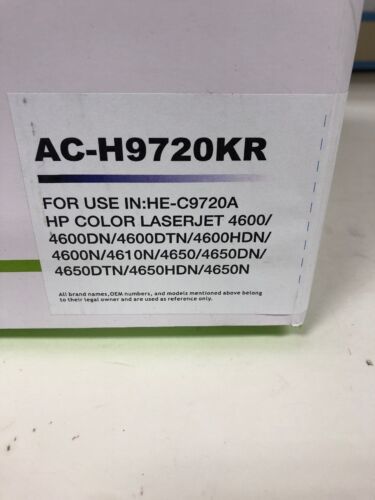 AC-H9720KR
FOR USE IN:HE-C9720A
HP COLOR LASERJET 4600/
4600DN/4600DTN/4600HDN/
4600N/4610N/4650/4650DN/
4650DTN/4650HDN/4650N
All brand names,OEM numbers, and models mentioned above belong
to their legal owner and are used as reference only.